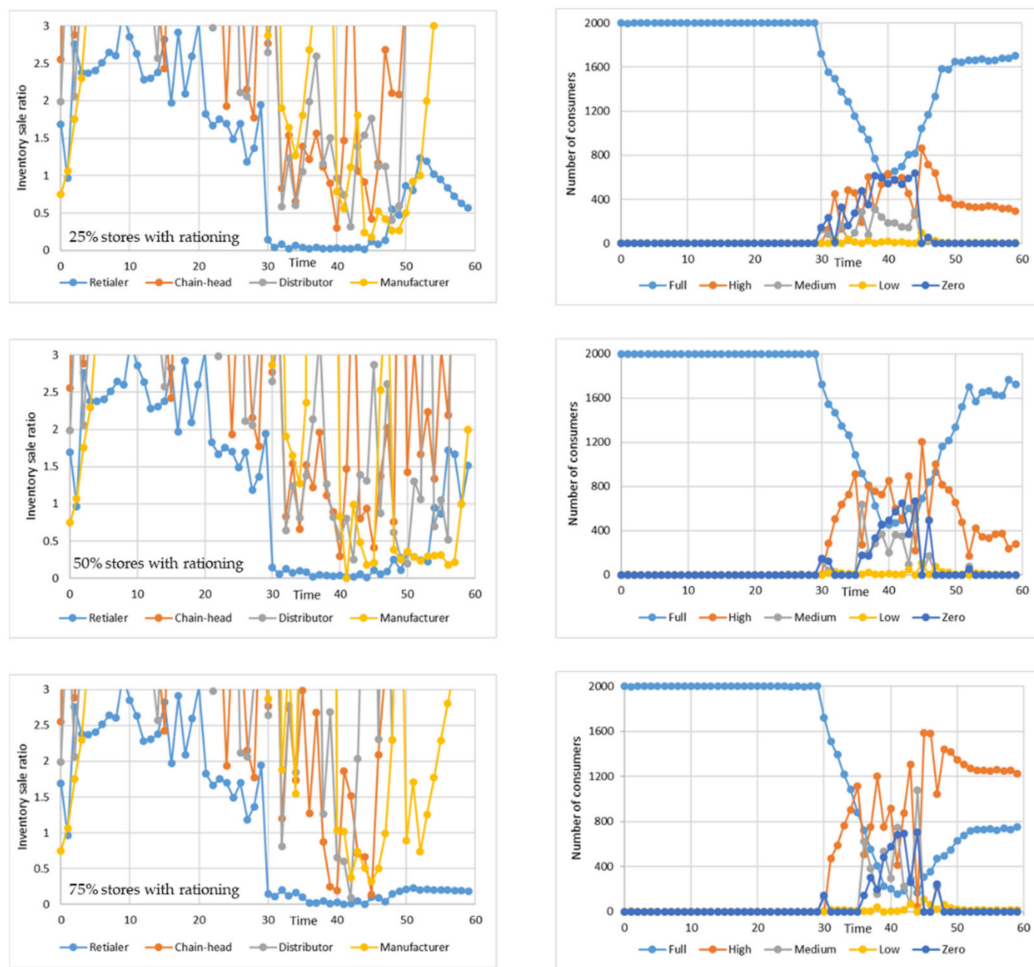 Inventory sale ratio
3
2.5
2
1.5
1
0.5
0
25% stores with rationing
0 10 20 30 40 50 60
Time
Retialer Chain-head Distributor Manufacturer
Number of consumers
2000
1600
1200
800
400
0
0 10 20 30 40 50 60
Time
Full High Medium Low Zero
Inventory sale ratio
3
2.5
2
1.5
1
0.5
0
50% stores with rationing
0 10 20 30 40 50 60
Time
Retialer Chain-head Distributor Manufacturer
Number of consumers
2000
1600
1200
800
400
0
0 10 20 30 40 50 60
Time
Full High Medium Low Zero
Inventory sale ratio
3
2.5
2
1.5
1
0.5
0
75% stores with rationing
0 10 20 30 40 50 60
Time
Retialer Chain-head Distributor Manufacturer
Number of consumers
2000
1600
1200
800
400
0
0 10 20 30 40 50 60
Time
Full High Medium Low Zero